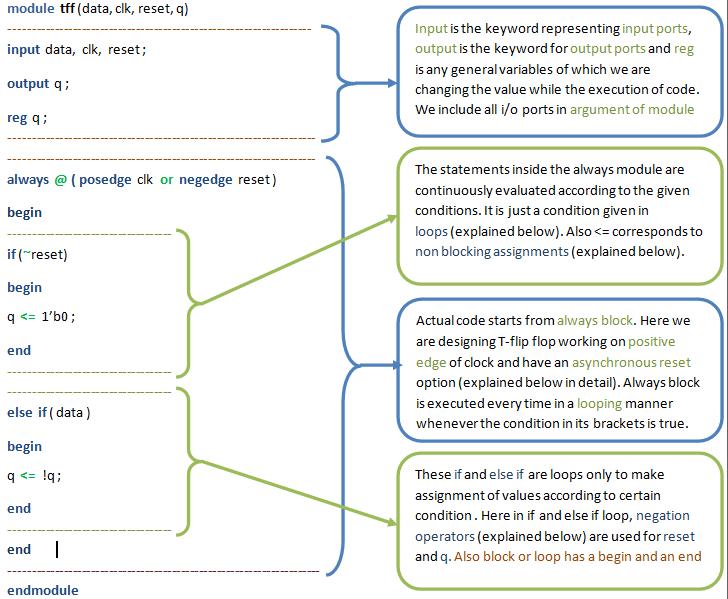 module tff(data, clk, reset, q)
input data, clk, reset;
output q;
reg q;
always @ ( posedge clk or negedge reset)
begin
if(~reset)
begin
q <= 1'b0;
end
else if(data)
begin
q <= !q;
end
end
endmodule
Input is the keyword representing input ports,
output is the keyword for output ports and reg
is any general variables of which we are
changing the value while the execution of code.
We include all i/o ports in argument of module
The statements inside the always module are
continuously evaluated according to the given
conditions. It is just a condition given in
loops (explained below). Also <= corresponds to
non blocking assignments (explained below).
Actual code starts from always block. Here we
are designing T-flip flop working on positive
edge of clock and have an asynchronous reset
option (explained below in detail). Always block
is executed every time in a looping manner
whenever the condition in its brackets is true.
These if and else if are loops only to make
assignment of values according to certain
condition . Here in if and else if loop, negation
operators (explained below) are used for reset
and q. Also block or loop has a begin and an end